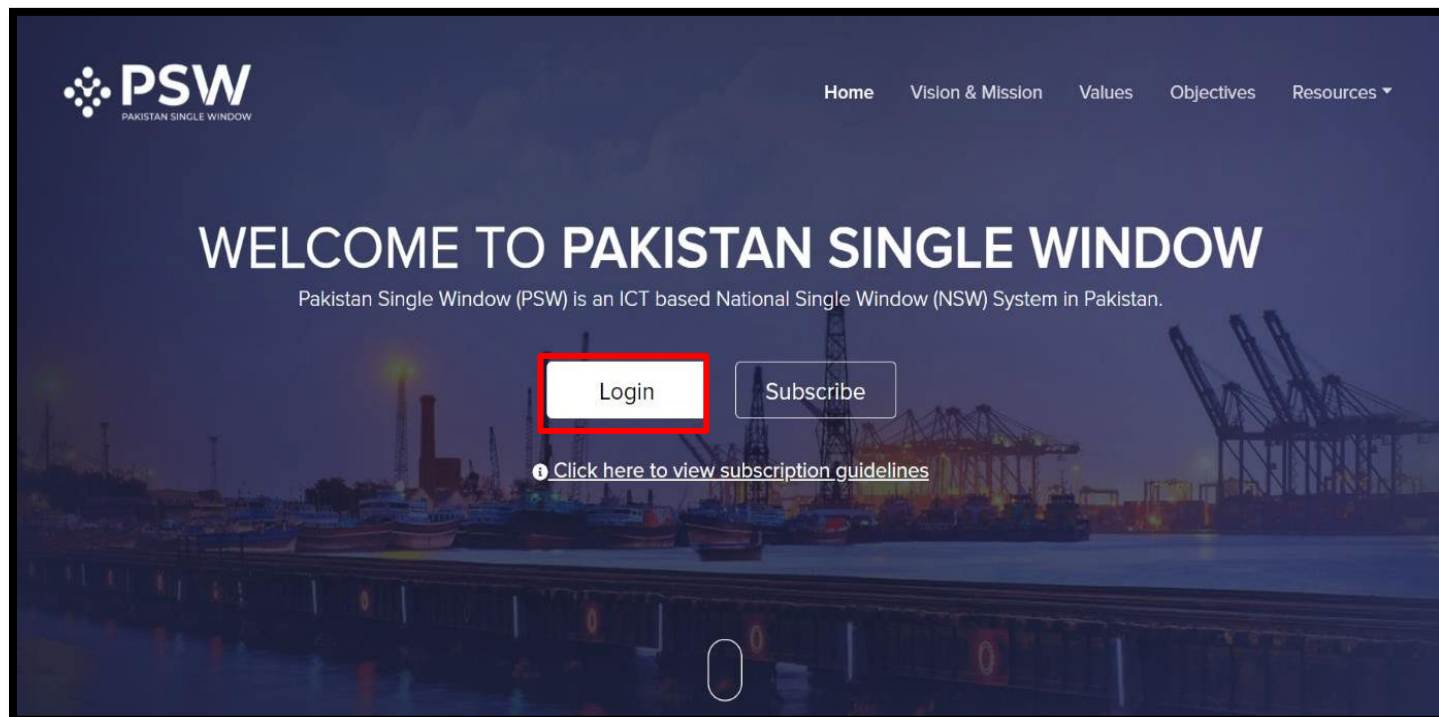 PSW
PAKISTAN SINGLE WINDOW
Home Vision & Mission Values Objectives Resources
WELCOME TO PAKISTAN SINGLE WINDOW
Pakistan Single Window (PSW) is an ICT based National Single Window (NSW) System in Pakistan.
Login Subscribe
Click here to view subscription guidelines